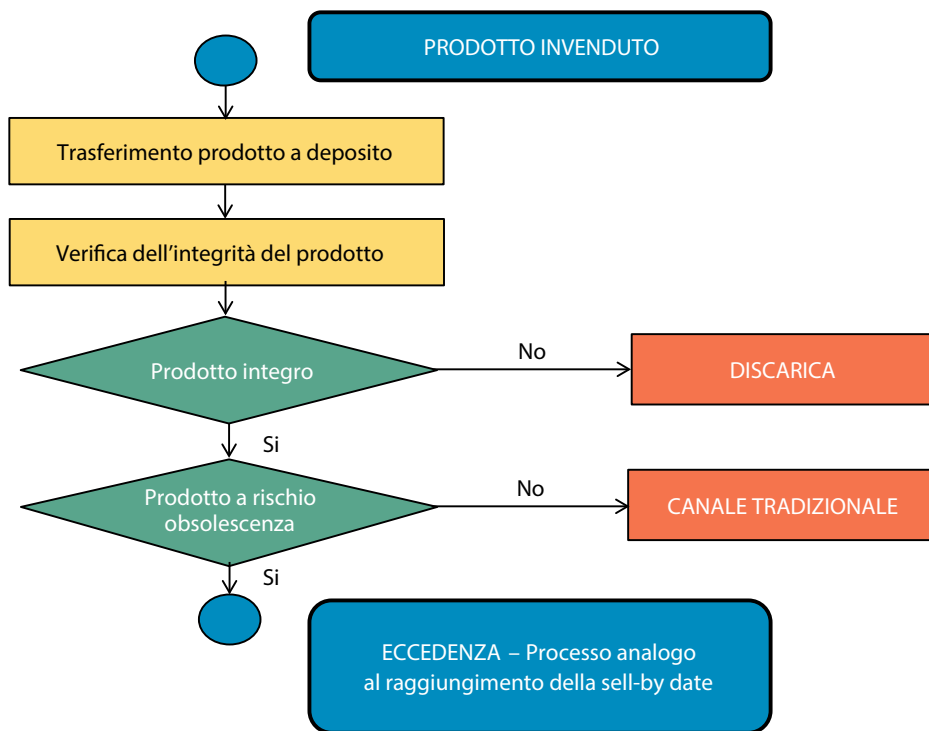 PRODOTTO INVENDUTO
Trasferimento prodotto a deposito
Verifica dell’integrità del prodotto
Prodotto integro
No
DISCARICA
Si
Prodotto a rischio
obsolescenza
No
CANALE TRADIZIONALE
Si
ECCEDENZA – Processo analogo
al raggiungimento della sell-by date